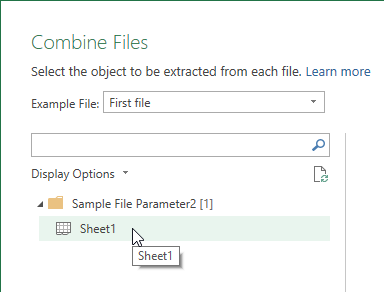 Combine Files
Select the object to be extracted from each file. Learn more
Example File: First file
Display Options
Sample File Parameter2 [1]
Sheet1
Sheet1